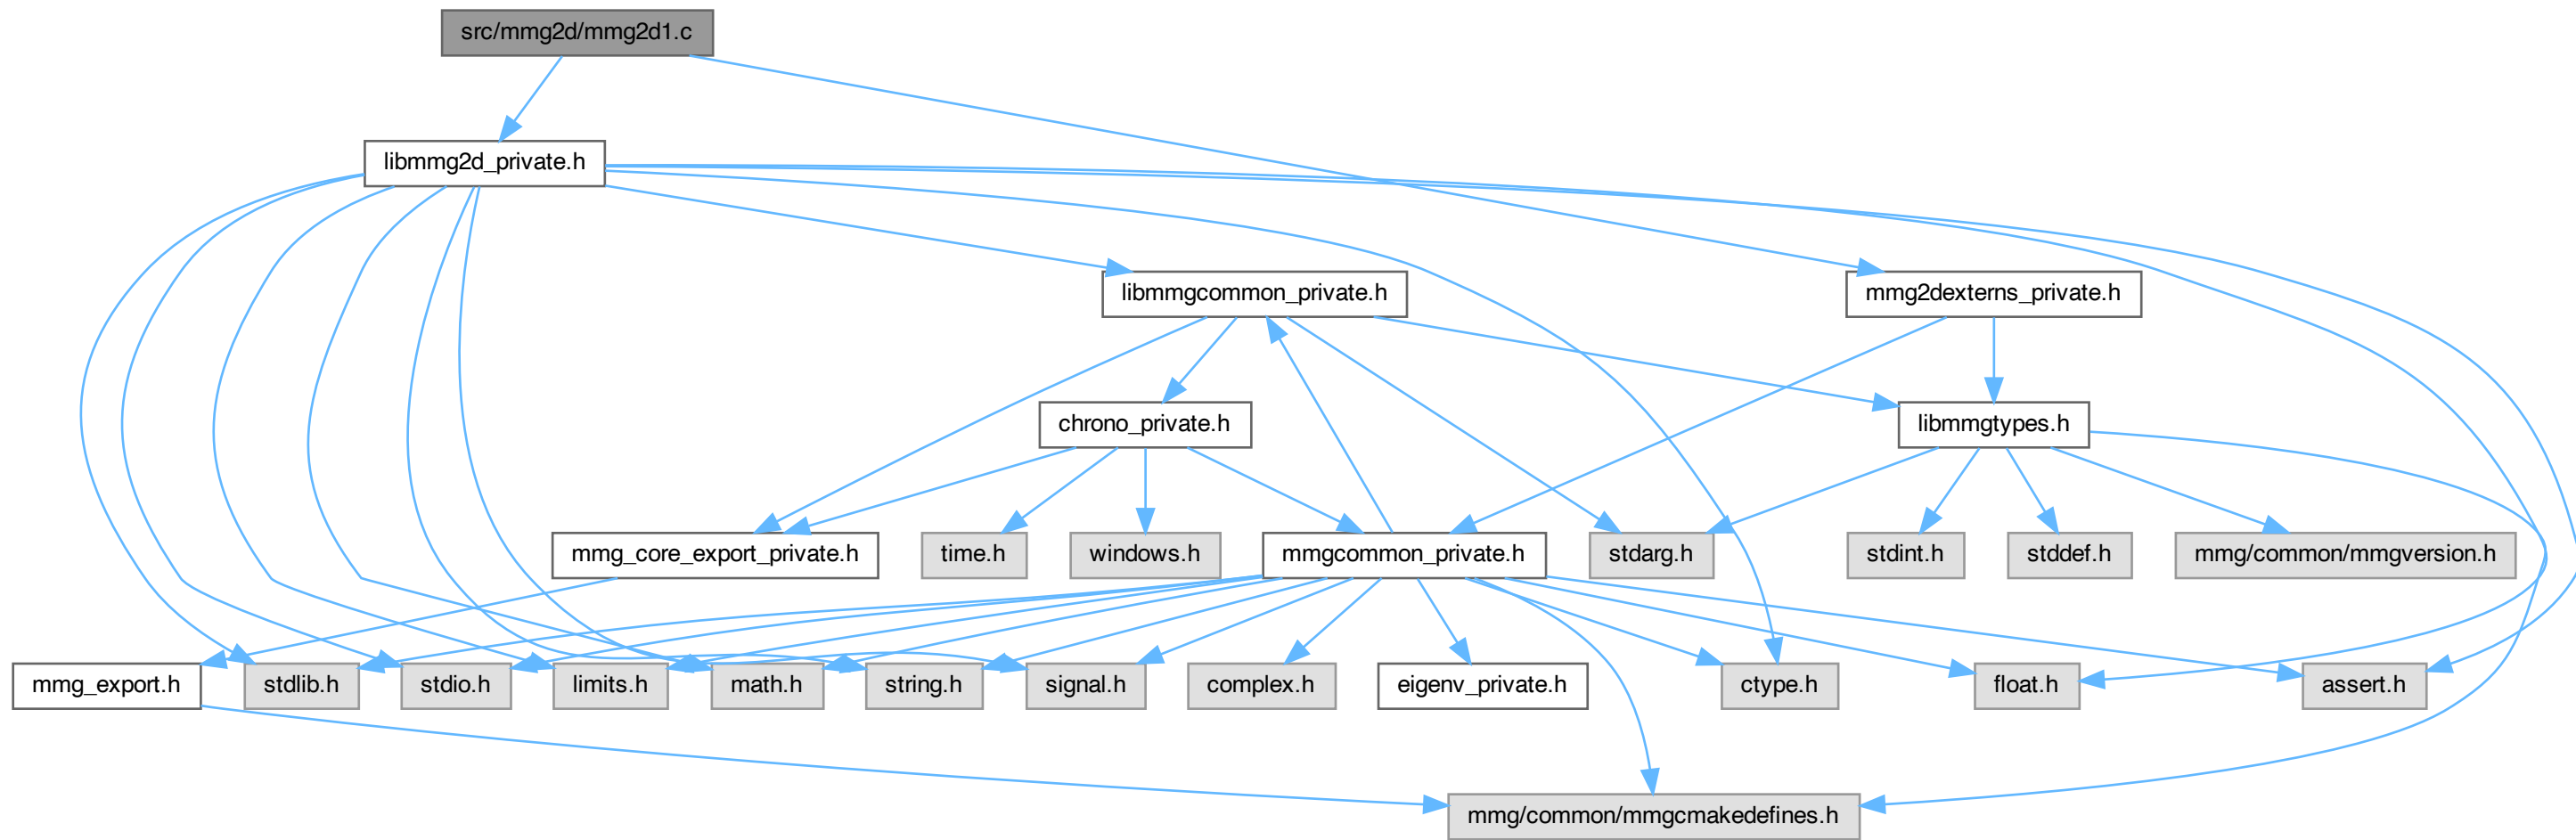 src/mmg2d/mmg2d1.c
libmmg2d_private.h
libmmgcommon_private.h
mmg2dexterns_private.h
chrono_private.h
libmmgtypes.h
mmg_core_export_private.h
time.h
windows.h
mmgcommon_private.h
stdarg.h
stdint.h
stddef.h
mmg/common/mmgversion.h
mmg_export.h
stdlib.h
stdio.h
limits.h
math.h
string.h
signal.h
complex.h
eigenv_private.h
ctype.h
float.h
assert.h
mmg/common/mmgcmakedefines.h